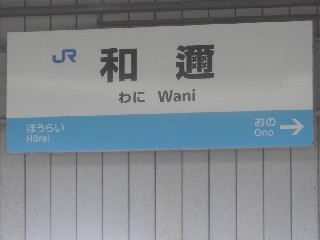 JR 和邇
わに Wani
ほうらい おの
Hōrai Ono →